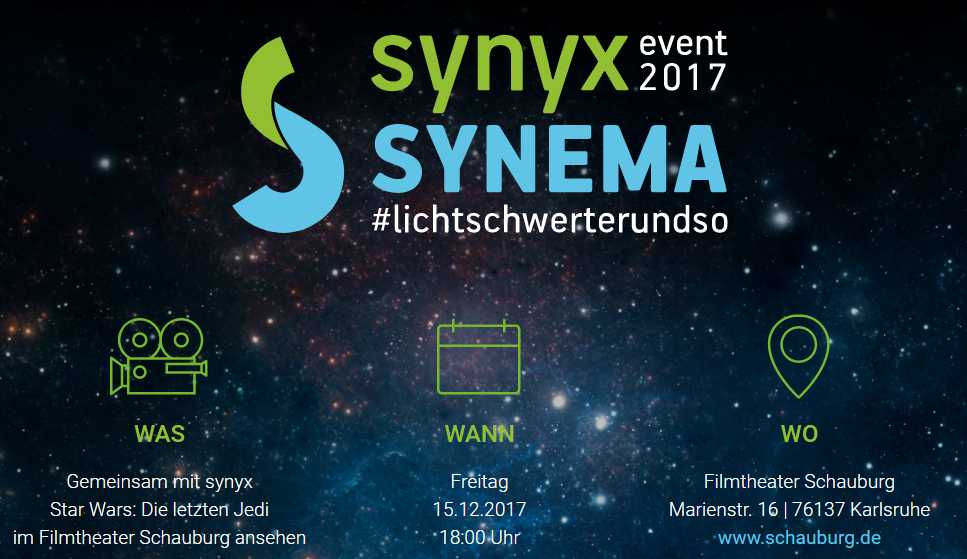 synyx event 2017
SYNEMA
#lichtschwerterundso
WAS
Gemeinsam mit synyx
Star Wars: Die letzten Jedi
im Filmtheater Schauburg ansehen
WANN
Freitag
15.12.2017
18:00 Uhr
WO
Filmtheater Schauburg
Marienstr. 16 | 76137 Karlsruhe
www.schauburg.de